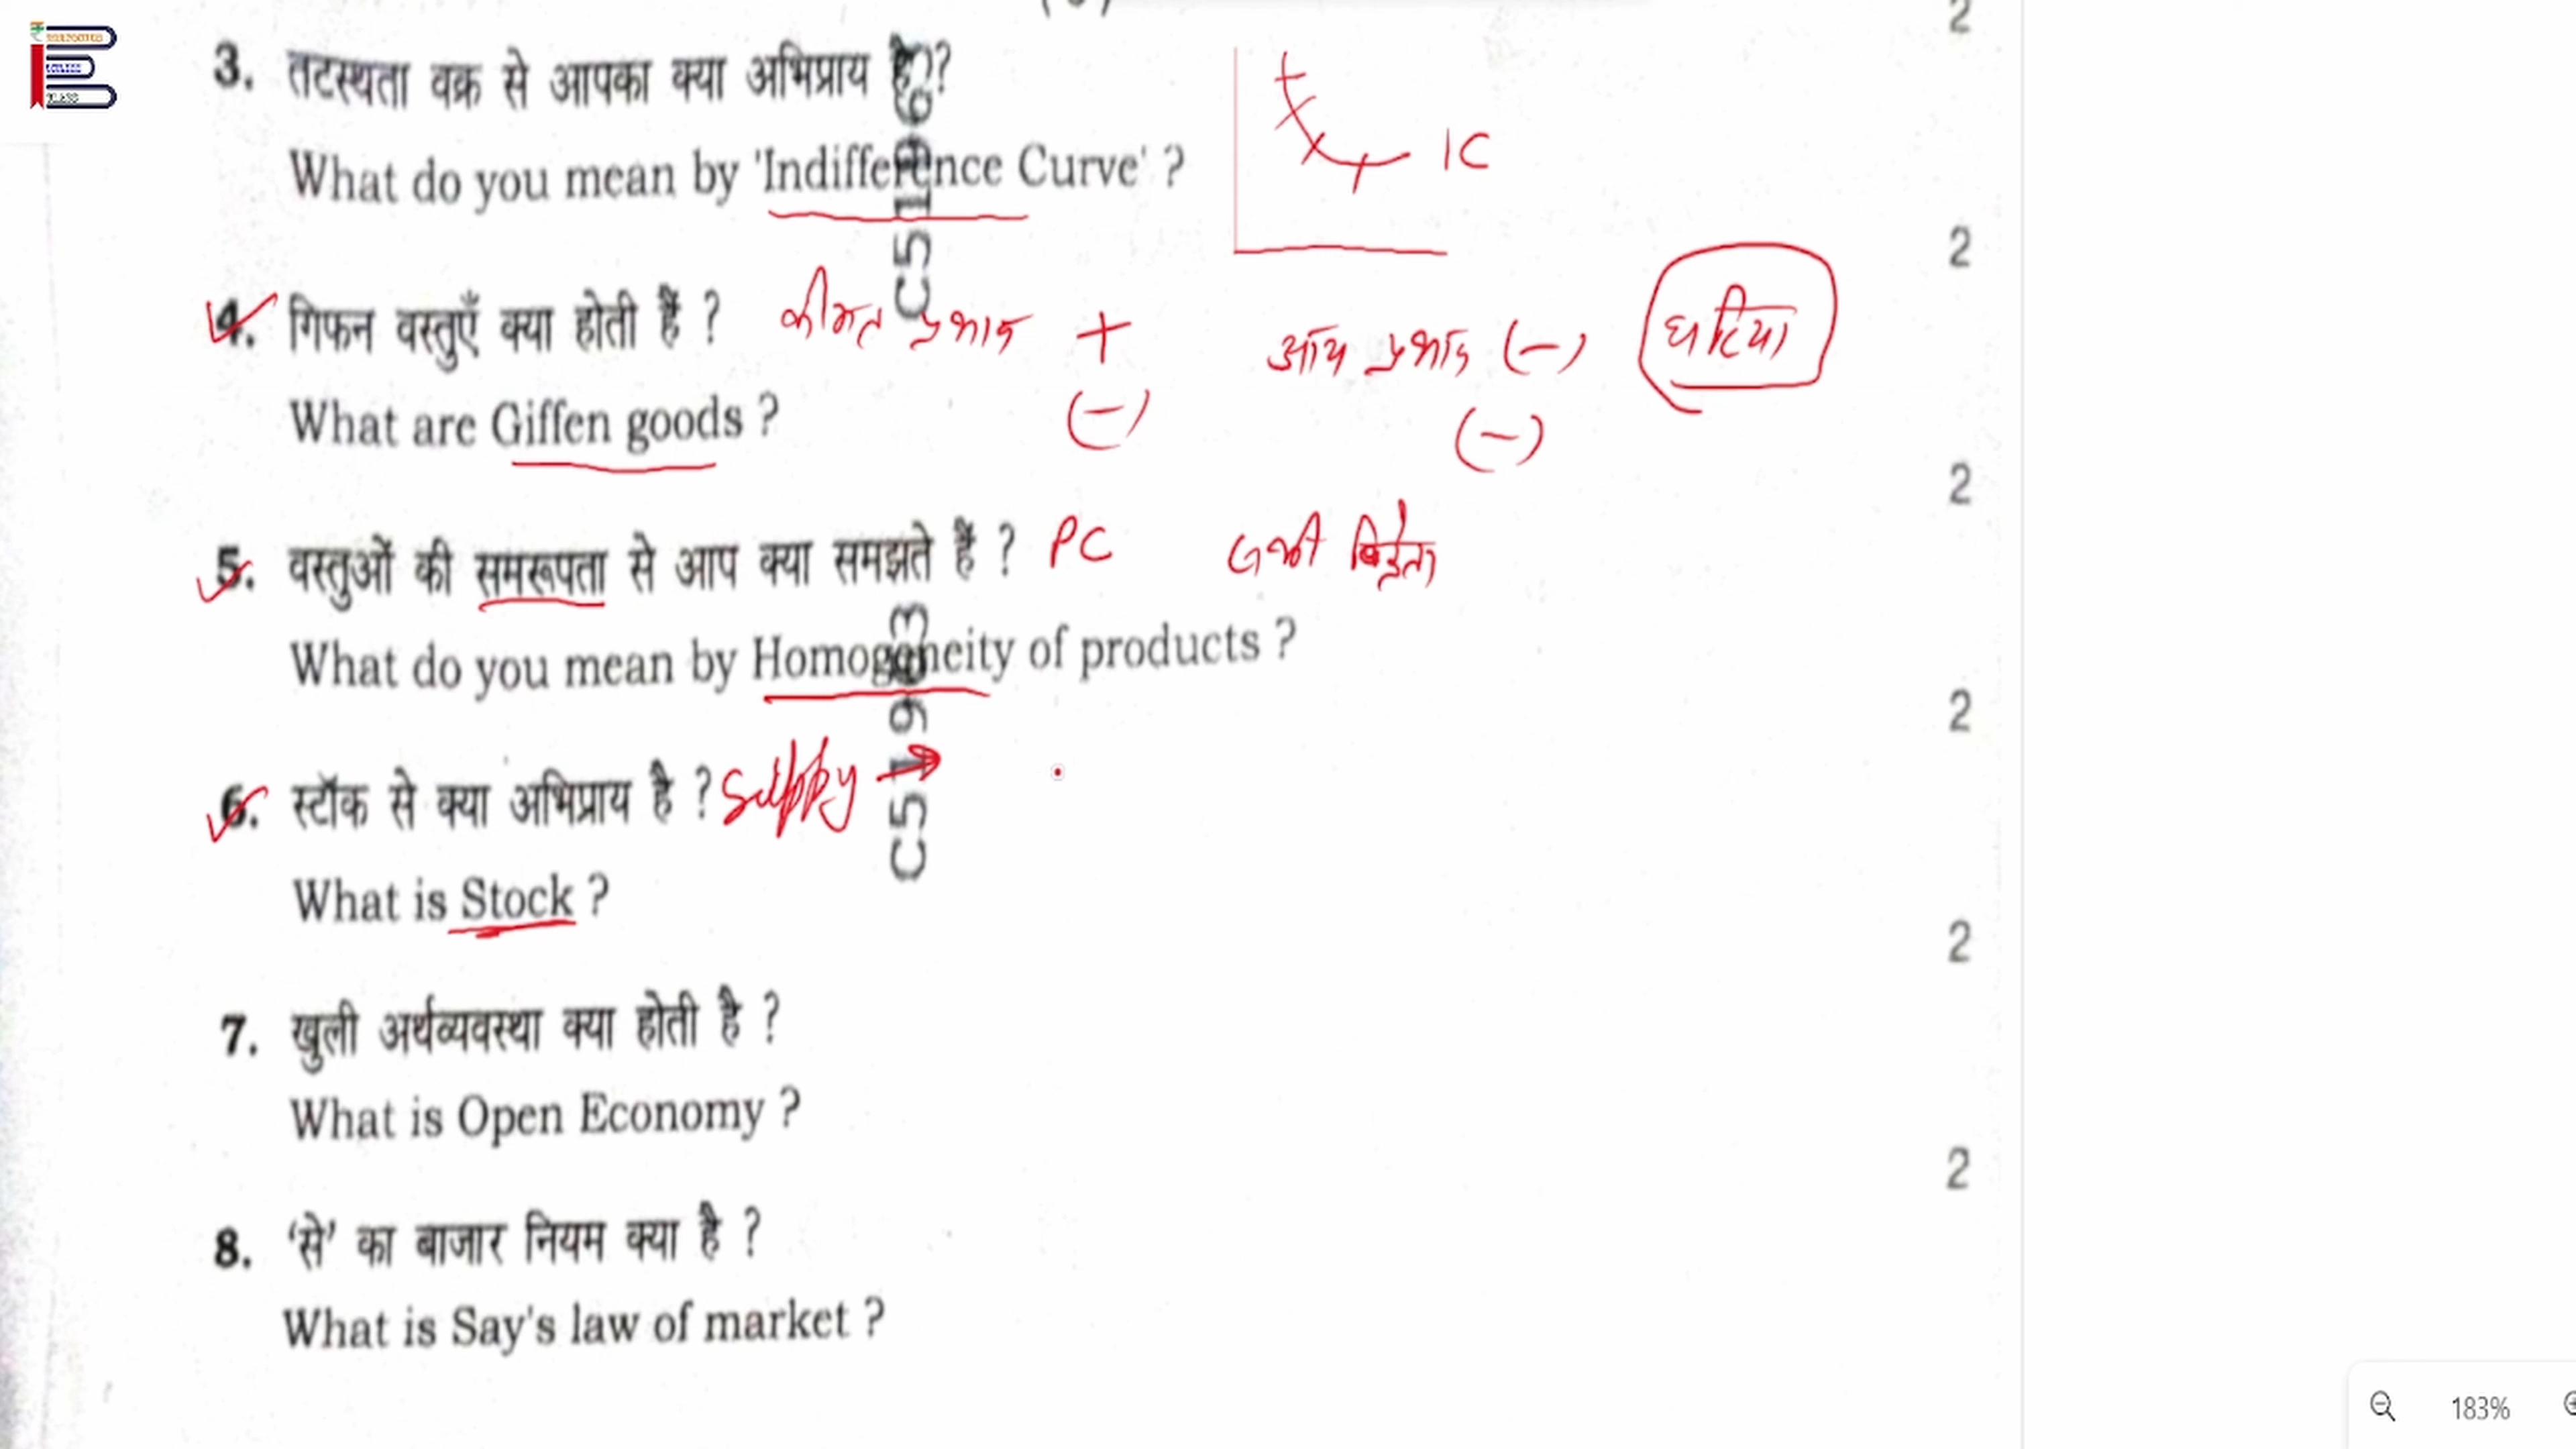 2
3. तटस्थता वक्र से आपका क्या अभिप्राय है ?
What do you mean by 'Indifference Curve' ?
IC
2
4. गिफन वस्तुएँ क्या होती हैं ? कीमत प्रभाव + आय प्रभाव (-) घटिया
What are Giffen goods ? (-) (-)
2
5. वस्तुओं की समरूपता से आप क्या समझते हैं ? PC
What do you mean by Homogeneity of products ?
2
6. स्टॉक से क्या अभिप्राय है ? Supply →
What is Stock ?
2
7. खुली अर्थव्यवस्था क्या होती है ?
What is Open Economy ?
2
8. ‘से’ का बाजार नियम क्या है ?
What is Say's law of market ?
183%